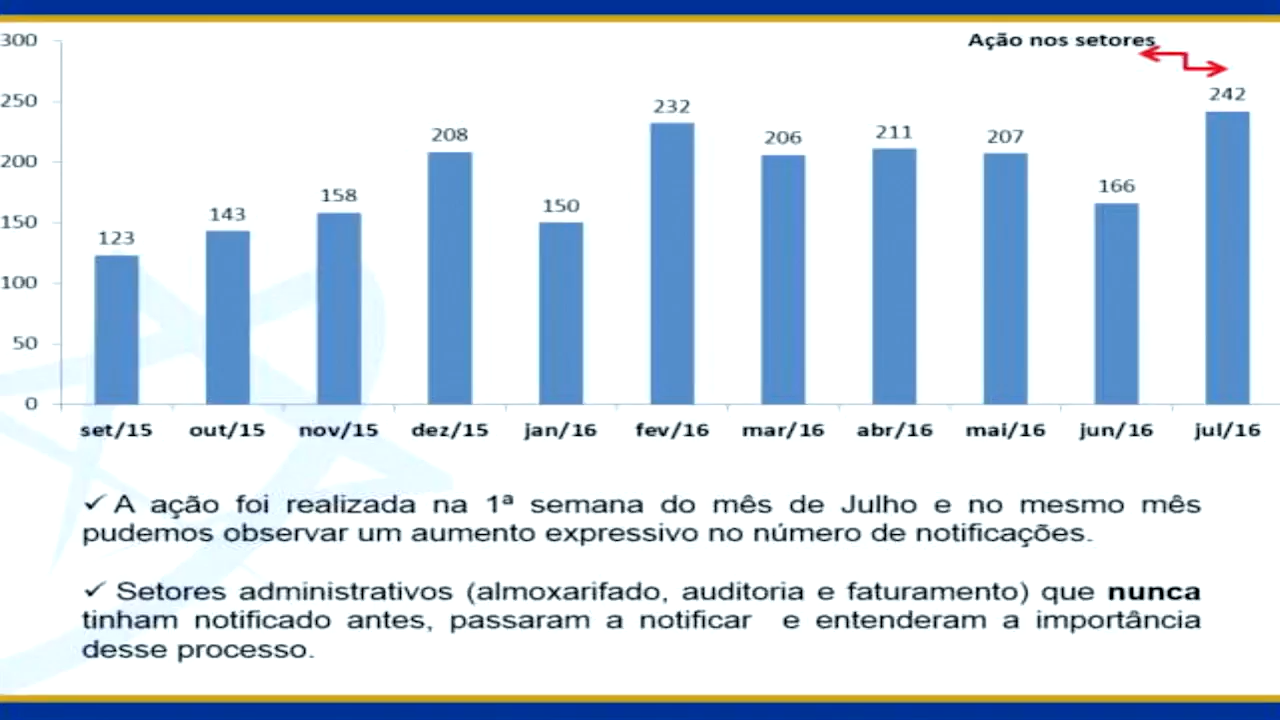 Ação nos setores
300
250
200
150
100
50
0
123
143
158
208
150
232
206
211
207
166
242
set/15 out/15 nov/15 dez/15 jan/16 fev/16 mar/16 abr/16 mai/16 jun/16 jul/16
✓ A ação foi realizada na 1ª semana do mês de Julho e no mesmo mês
pudemos observar um aumento expressivo no número de notificações.
✓ Setores administrativos (almoxarifado, auditoria e faturamento) que nunca
tinham notificado antes, passaram a notificar e entenderam a importância
desse processo.